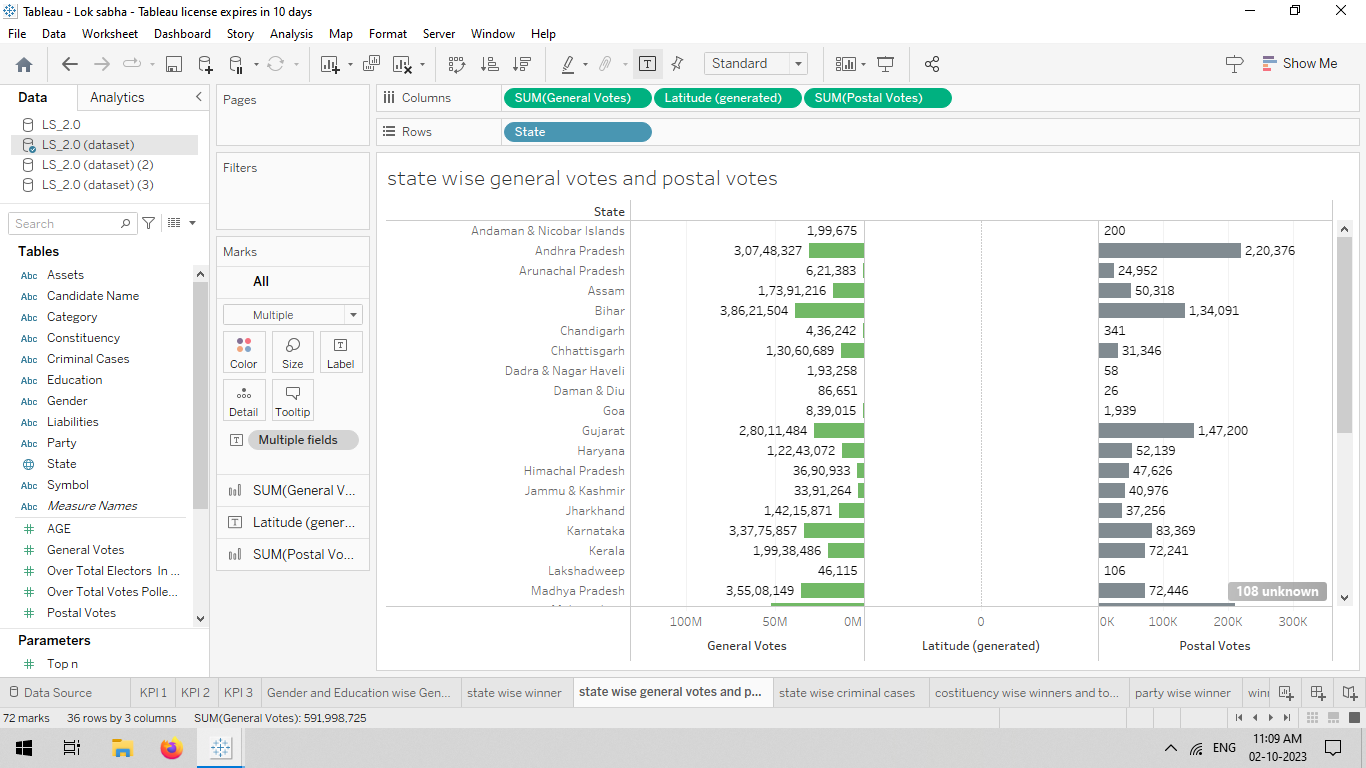 Tableau - Lok sabha - Tableau license expires in 10 days
File Data Worksheet Dashboard Story Analysis Map Format Server Window Help
Standard
Show Me
Data Analytics
LS_2.0
LS_2.0 (dataset)
LS_2.0 (dataset) (2)
LS_2.0 (dataset) (3)
Search
Tables
Abc Assets
Abc Candidate Name
Abc Category
Abc Constituency
Abc Criminal Cases
Abc Education
Abc Gender
Abc Liabilities
Abc Party
State
Abc Symbol
Abc Measure Names
AGE
General Votes
Over Total Electors In ...
Over Total Votes Polle...
Postal Votes
Parameters
Top n
Pages
Filters
Marks
All
Multiple
Color Size Label
Detail Tooltip
Multiple fields
SUM(General V...
Latitude (gener...
SUM(Postal Vo...
Columns SUM(General Votes) Latitude (generated) SUM(Postal Votes)
Rows State
state wise general votes and postal votes
State
Andaman & Nicobar Islands 1,99,675 200
Andhra Pradesh 3,07,48,327 2,20,376
Arunachal Pradesh 6,21,383 24,952
Assam 1,73,91,216 50,318
Bihar 3,86,21,504 1,34,091
Chandigarh 4,36,242 341
Chhattisgarh 1,30,60,689 31,346
Dadra & Nagar Haveli 1,93,258 58
Daman & Diu 86,651 26
Goa 8,39,015 1,939
Gujarat 2,80,11,484 1,47,200
Haryana 1,22,43,072 52,139
Himachal Pradesh 36,90,933 47,626
Jammu & Kashmir 33,91,264 40,976
Jharkhand 1,42,15,871 37,256
Karnataka 3,37,75,857 83,369
Kerala 1,99,38,486 72,241
Lakshadweep 46,115 106
Madhya Pradesh 3,55,08,149 72,446 108 unknown
100M 50M 0M 0 0K 100K 200K 300K
General Votes Latitude (generated) Postal Votes
Data Source KPI 1 KPI 2 KPI 3 Gender and Education wise Gen... state wise winner state wise general votes and p... state wise criminal cases costituency wise winners and to... party wise winner
72 marks 36 rows by 3 columns SUM(General Votes): 591,998,725
ENG
11:09 AM
02-10-2023